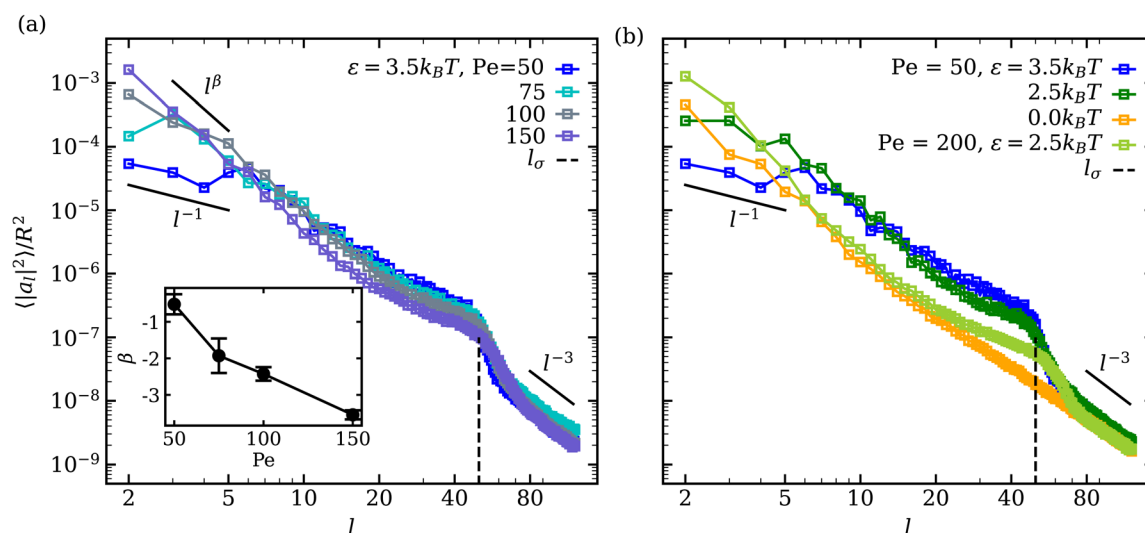 (a)
ε = 3.5k_BT, Pe=50
75
100
150
l_σ
l^β
l^{-1}
l^{-3}
10^{-3}
10^{-4}
10^{-5}
10^{-6}
10^{-7}
10^{-8}
10^{-9}
⟨|a_l|^2⟩/R^2
-1
-2
-3
β
50 100 150
Pe
2 5 10 20 40 80
l
(b)
Pe = 50, ε = 3.5k_BT
2.5k_BT
0.0k_BT
Pe = 200, ε = 2.5k_BT
l_σ
l^{-1}
l^{-3}
2 5 10 20 40 80
l